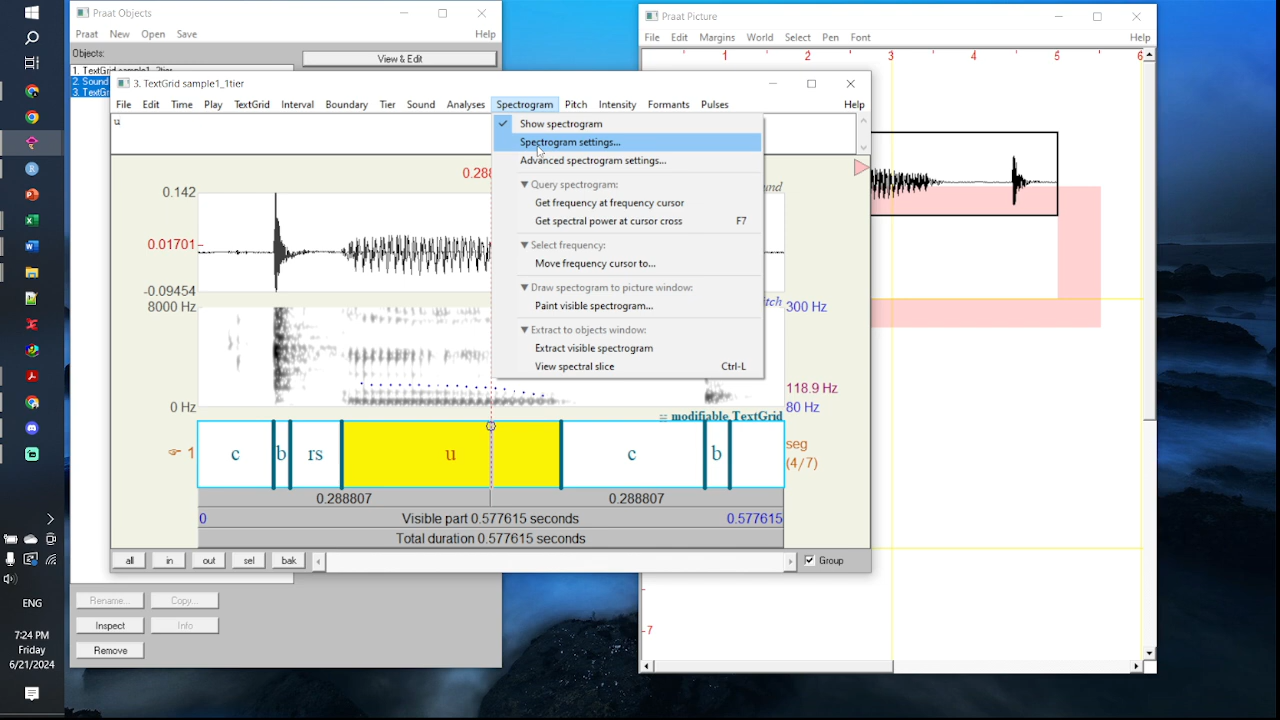 Praat Objects
Praat New Open Save Help
Objects:
View & Edit
2. Sound
3. TextGr
Rename... Copy...
Inspect Info
Remove
3. TextGrid sample1_1tier
File Edit Time Play TextGrid Interval Boundary Tier Sound Analyses Spectrogram Pitch Intensity Formants Pulses Help
u
Show spectrogram
Spectrogram settings...
Advanced spectrogram settings...
Query spectrogram:
Get frequency at frequency cursor
Get spectral power at cursor cross F7
Select frequency:
Move frequency cursor to...
Draw spectrogram to picture window:
Paint visible spectrogram...
Extract to objects window:
Extract visible spectrogram
View spectral slice Ctrl-L
0.288
und
0.142
0.01701
-0.09454
8000 Hz
0 Hz
tch
300 Hz
118.9 Hz
80 Hz
modifiable TextGrid
1
c b rs u c b
seg
(4/7)
0.288807 0.288807
0 Visible part 0.577615 seconds 0.577615
Total duration 0.577615 seconds
all in out sel bak
Group
Praat Picture
File Edit Margins World Select Pen Font Help
1 2 3 4 5 6
7
ENG
7:24 PM
Friday
6/21/2024